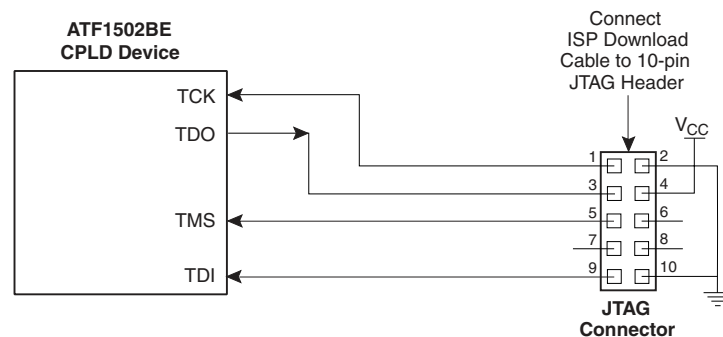 ATF1502BE
CPLD Device
TCK
TDO
TMS
TDI
Connect
ISP Download
Cable to 10-pin
JTAG Header
VCC
1 2
3 4
5 6
7 8
9 10
JTAG
Connector